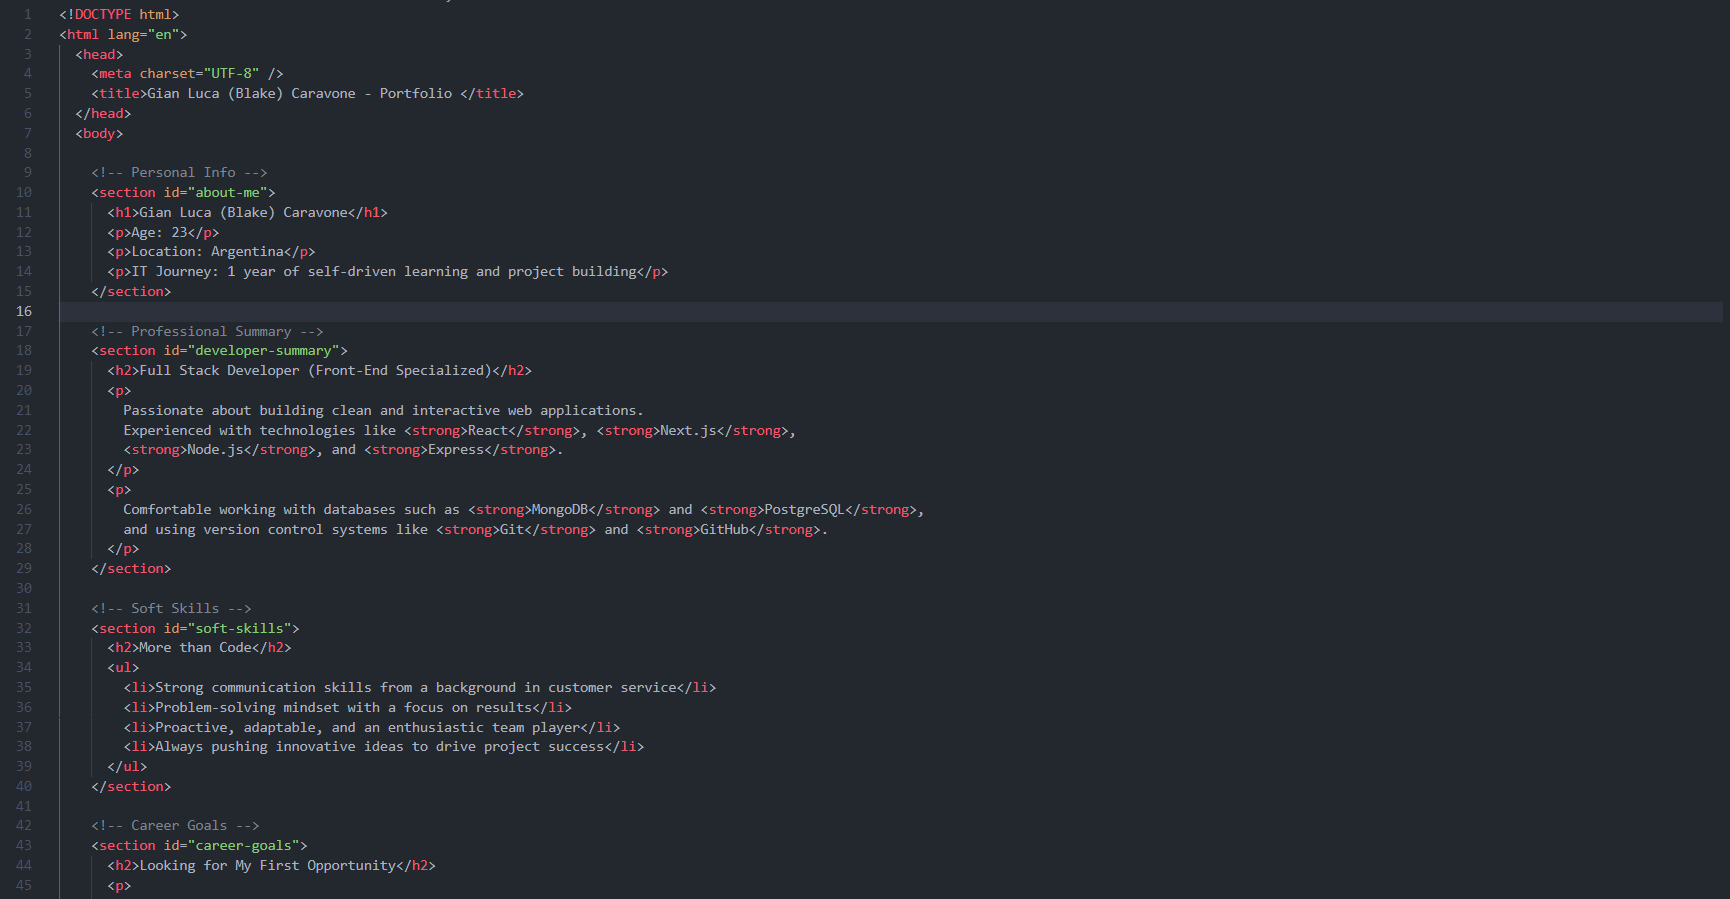 1 <!DOCTYPE html>
2 <html lang="en">
3 <head>
4 <meta charset="UTF-8" />
5 <title>Gian Luca (Blake) Caravone - Portfolio </title>
6 </head>
7 <body>
8
9 <!-- Personal Info -->
10 <section id="about-me">
11 <h1>Gian Luca (Blake) Caravone</h1>
12 <p>Age: 23</p>
13 <p>Location: Argentina</p>
14 <p>IT Journey: 1 year of self-driven learning and project building</p>
15 </section>
16
17 <!-- Professional Summary -->
18 <section id="developer-summary">
19 <h2>Full Stack Developer (Front-End Specialized)</h2>
20 <p>
21 Passionate about building clean and interactive web applications.
22 Experienced with technologies like <strong>React</strong>, <strong>Next.js</strong>,
23 <strong>Node.js</strong>, and <strong>Express</strong>.
24 </p>
25 <p>
26 Comfortable working with databases such as <strong>MongoDB</strong> and <strong>PostgreSQL</strong>,
27 and using version control systems like <strong>Git</strong> and <strong>GitHub</strong>.
28 </p>
29 </section>
30
31 <!-- Soft Skills -->
32 <section id="soft-skills">
33 <h2>More than Code</h2>
34 <ul>
35 <li>Strong communication skills from a background in customer service</li>
36 <li>Problem-solving mindset with a focus on results</li>
37 <li>Proactive, adaptable, and an enthusiastic team player</li>
38 <li>Always pushing innovative ideas to drive project success</li>
39 </ul>
40 </section>
41
42 <!-- Career Goals -->
43 <section id="career-goals">
44 <h2>Looking for My First Opportunity</h2>
45 <p>